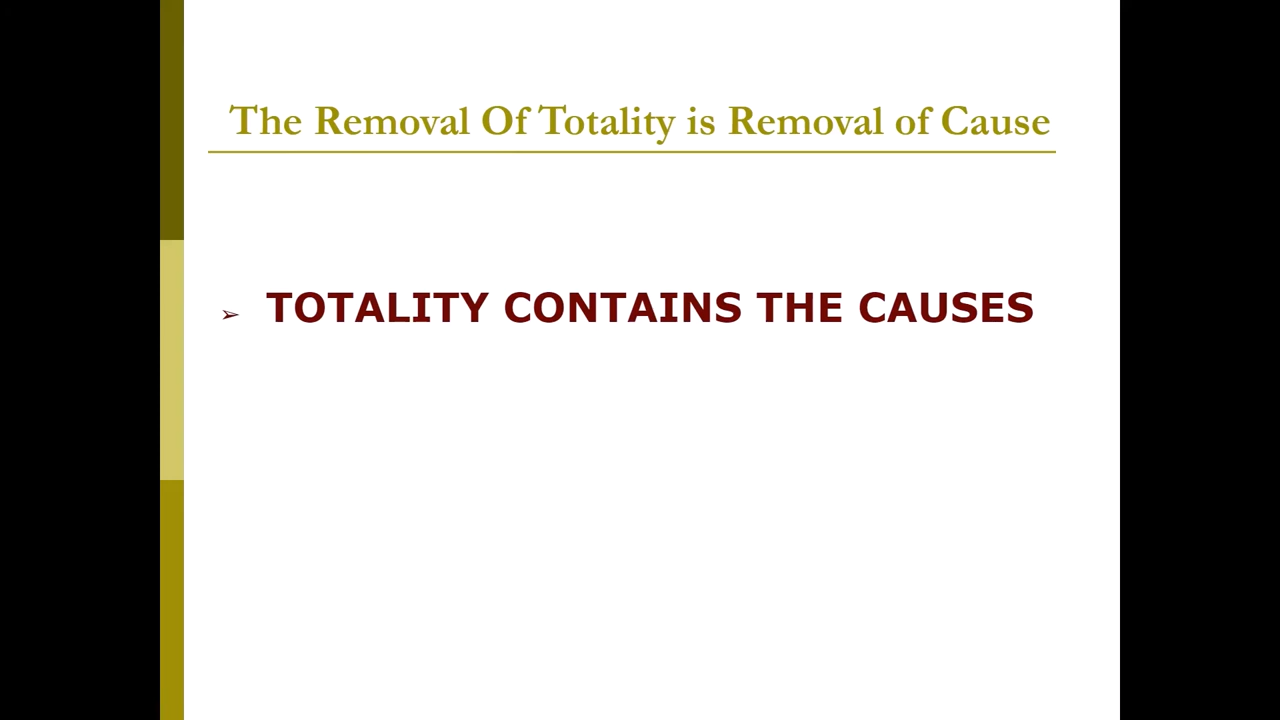 The Removal Of Totality is Removal of Cause
➢ TOTALITY CONTAINS THE CAUSES